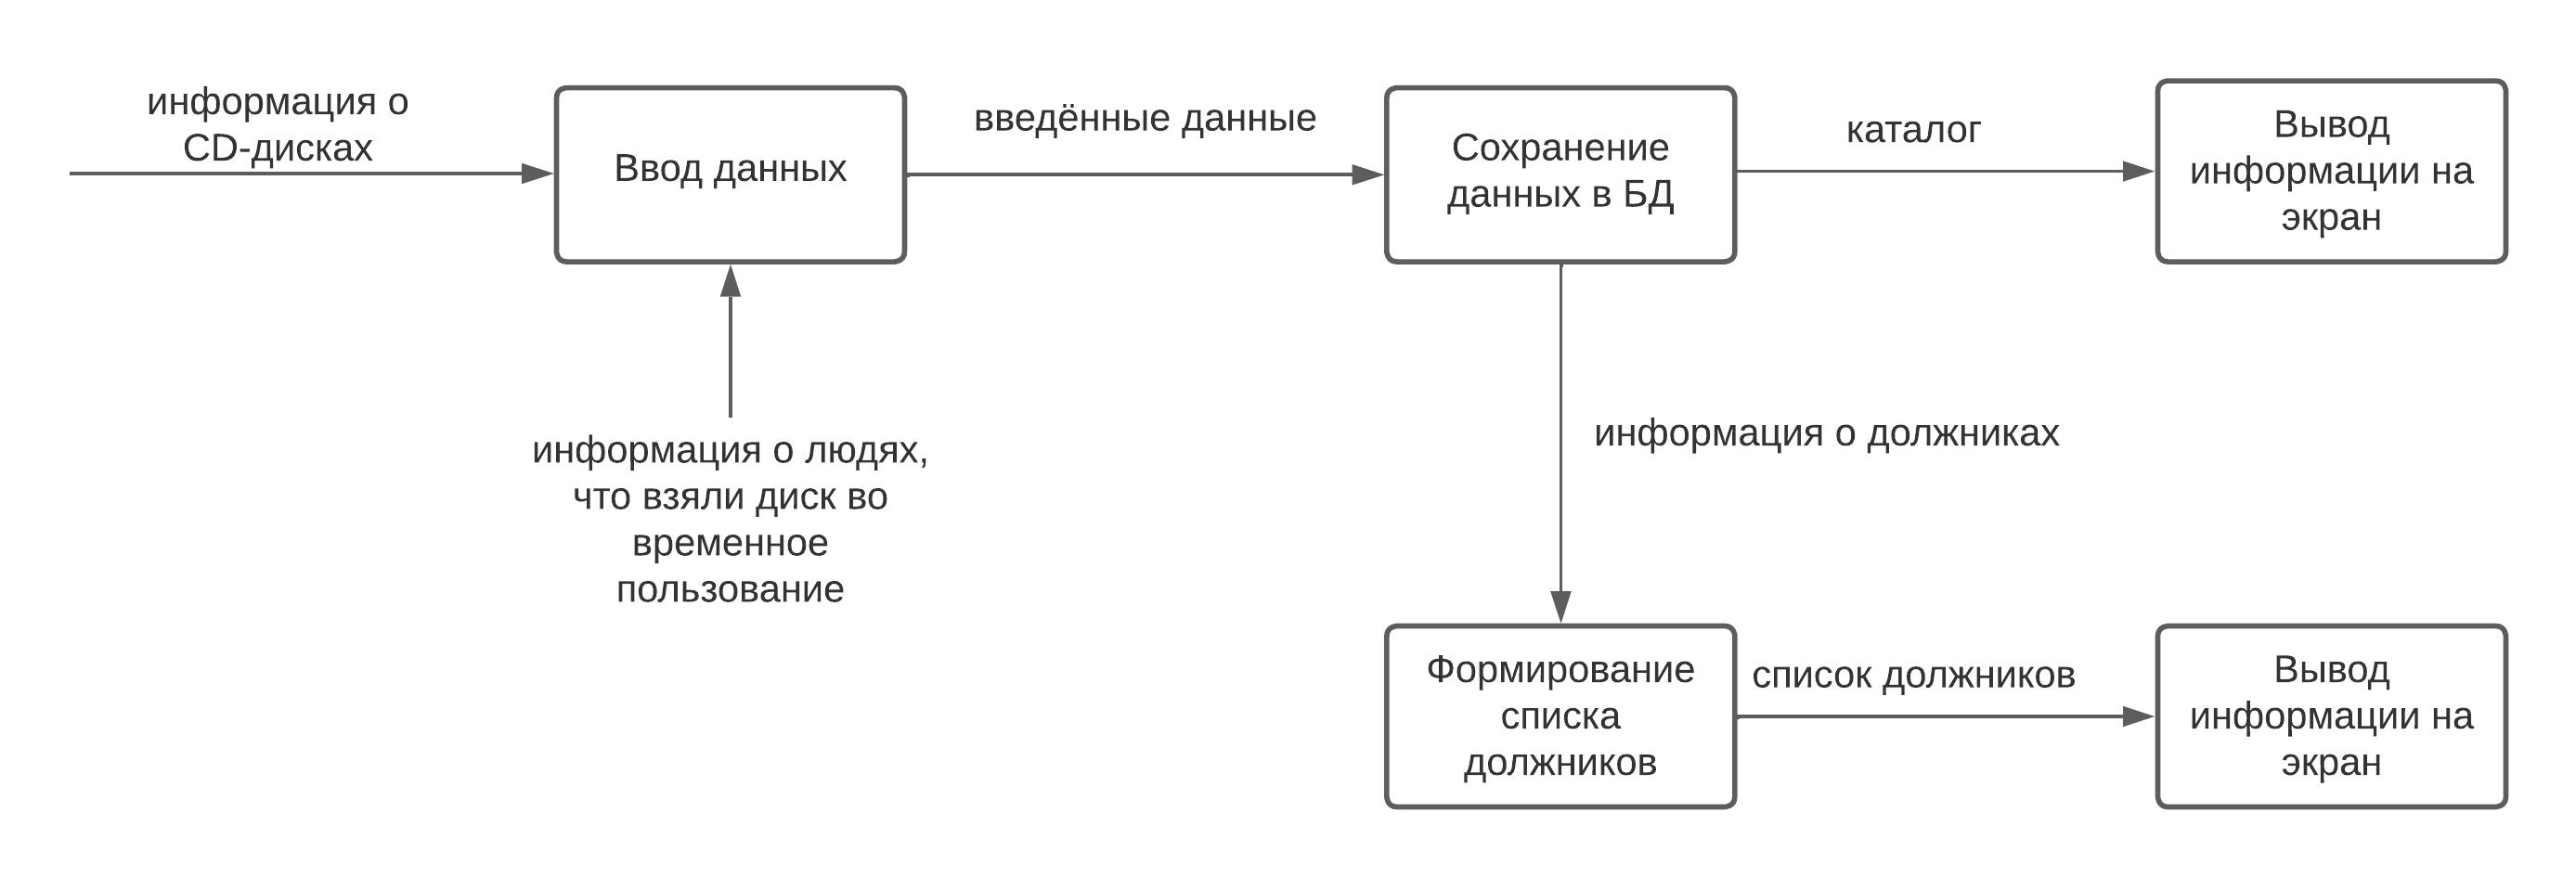 информация о
CD-дисках
Ввод данных
введённые данные
Сохранение
данных в БД
каталог
Вывод
информации на
экран
информация о людях,
что взяли диск во
временное
пользование
информация о должниках
Формирование
списка
должников
список должников
Вывод
информации на
экран